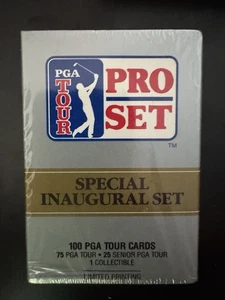 PGA
TOUR
PRO
SET
TM
SPECIAL
INAUGURAL SET
100 PGA TOUR CARDS
75 PGA TOUR • 25 SENIOR PGA TOUR
1 COLLECTIBLE
LIMITED PRINTING